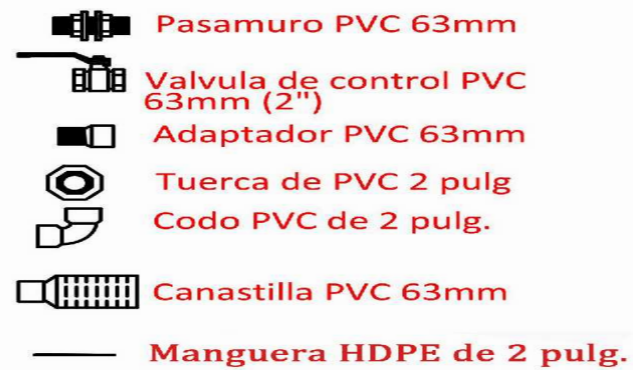 Pasamuro PVC 63mm
Valvula de control PVC
63mm (2")
Adaptador PVC 63mm
Tuerca de PVC 2 pulg
Codo PVC de 2 pulg.
Canastilla PVC 63mm
Manguera HDPE de 2 pulg.